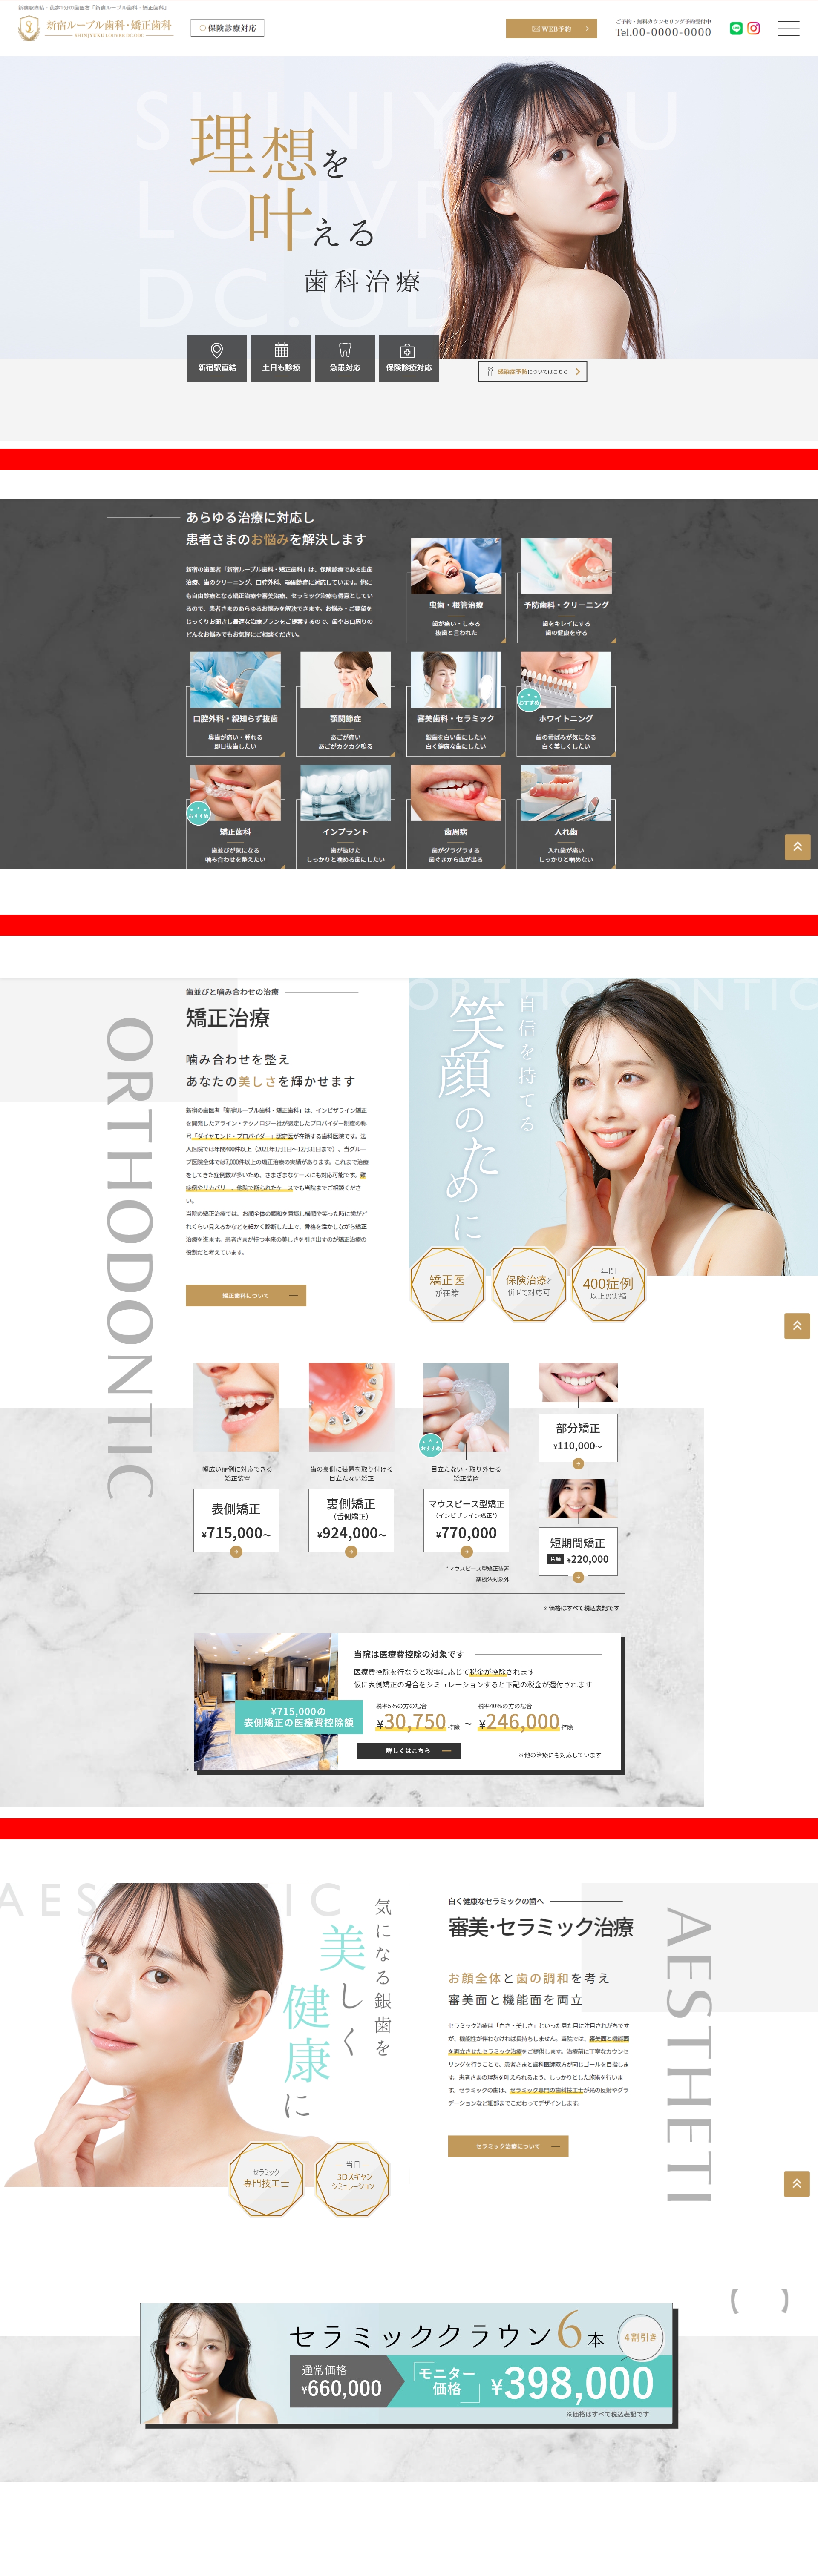 新宿駅直結・徒歩1分の歯医者「新宿ルーブル歯科・矯正歯科」
新宿ルーブル歯科・矯正歯科
SHINJYUKU LOUVRE DC.ODC
○保険診療対応
WEB予約
ご予約・無料カウンセリング予約受付中
Tel.00-0000-0000
SHINJYUKU
LOUVRE
DC.OD
理想を
叶える
歯科治療
新宿駅直結
土日も診療
急患対応
保険診療対応
感染症予防についてはこちら
あらゆる治療に対応し
患者さまのお悩みを解決します
新宿の歯医者「新宿ルーブル歯科・矯正歯科」は、保険診療である虫歯
治療、歯のクリーニング、口腔外科、顎関節症に対応しています。他に
も自由診療となる矯正治療や審美治療、セラミック治療も得意としてい
るので、患者さまのあらゆるお悩みを解決できます。お悩み・ご要望を
じっくりお聞きし最適な治療プランをご提案するので、歯やお口周りの
どんなお悩みでもお気軽にご相談ください。
虫歯・根管治療
歯が痛い・しみる
抜歯と言われた
予防歯科・クリーニング
歯をキレイにする
歯の健康を守る
口腔外科・親知らず抜歯
奥歯が痛い・腫れる
即日抜歯したい
顎関節症
あごが痛い
あごがカクカク鳴る
審美歯科・セラミック
銀歯を白い歯にしたい
白く健康な歯にしたい
おすすめ
ホワイトニング
歯の黄ばみが気になる
白く美しくしたい
おすすめ
矯正歯科
歯並びが気になる
噛み合わせを整えたい
インプラント
歯が抜けた
しっかりと噛める歯にしたい
歯周病
歯がグラグラする
歯ぐきから血が出る
入れ歯
入れ歯が痛い
しっかりと噛めない
ORTHODONTIC
歯並びと噛み合わせの治療
矯正治療
噛み合わせを整え
あなたの美しさを輝かせます
新宿の歯医者「新宿ルーブル歯科・矯正歯科」は、インビザライン矯正
を開発したアライン・テクノロジー社が認定したプロバイダー制度の称
号「ダイヤモンド・プロバイダー」認定医が在籍する歯科医院です。法
人医院では年間400件以上（2021年1月1日〜12月31日まで）、当グルー
プ医院全体では7,000件以上の矯正治療の実績があります。これまで治療
をしてきた症例数が多いため、さまざまなケースにも対応可能です。難
症例やリカバリー、他院で断られたケースでも当院までご相談くださ
い。
当院の矯正治療では、お顔全体の調和を意識し横顔や笑った時に歯がど
れくらい見えるかなどを細かく診断した上で、骨格を活かしながら矯正
治療を進ます。患者さまが持つ本来の美しさを引き出すのが矯正治療の
役割だと考えています。
矯正歯科について
ORTHODONTIC
自信を持てる
笑顔のために
矯正医
が在籍
保険治療と
併せて対応可
年間
400症例
以上の実績
幅広い症例に対応できる
矯正装置
表側矯正
¥715,000〜
歯の裏側に装置を取り付ける
目立たない矯正
裏側矯正
（舌側矯正）
¥924,000〜
おすすめ
目立たない・取り外せる
矯正装置
マウスピース型矯正
（インビザライン矯正*）
¥770,000
*マウスピース型矯正装置
薬機法対象外
部分矯正
¥110,000〜
短期間矯正
片顎 ¥220,000
※価格はすべて税込表記です
当院は医療費控除の対象です
医療費控除を行なうと税率に応じて税金が控除されます
仮に表側矯正の場合をシミュレーションすると下記の税金が還付されます
¥715,000の
表側矯正の医療費控除額
税率5%の方の場合
¥30,750控除
〜
税率40%の方の場合
¥246,000控除
詳しくはこちら
※他の治療にも対応しています
AESTHETIC
気になる銀歯を
美しく
健康に
セラミック
専門技工士
当日
3Dスキャン
シミュレーション
白く健康なセラミックの歯へ
審美・セラミック治療
お顔全体と歯の調和を考え
審美面と機能面を両立
セラミック治療は「白さ・美しさ」といった見た目に注目されがちです
が、機能性が伴わなければ長持ちしません。当院では、審美面と機能面
を両立させたセラミック治療をご提供します。治療前に丁寧なカウンセ
リングを行うことで、患者さまと歯科医師双方が同じゴールを目指しま
す。患者さまの理想を叶えられるよう、しっかりとした施術を行いま
す。セラミックの歯は、セラミック専門の歯科技工士が光の反射やグラ
デーションなど細部までこだわってデザインします。
セラミック治療について
AESTHETI
セラミッククラウン6本
4割引き
通常価格
¥660,000
モニター
価格
¥398,000
※価格はすべて税込表記です